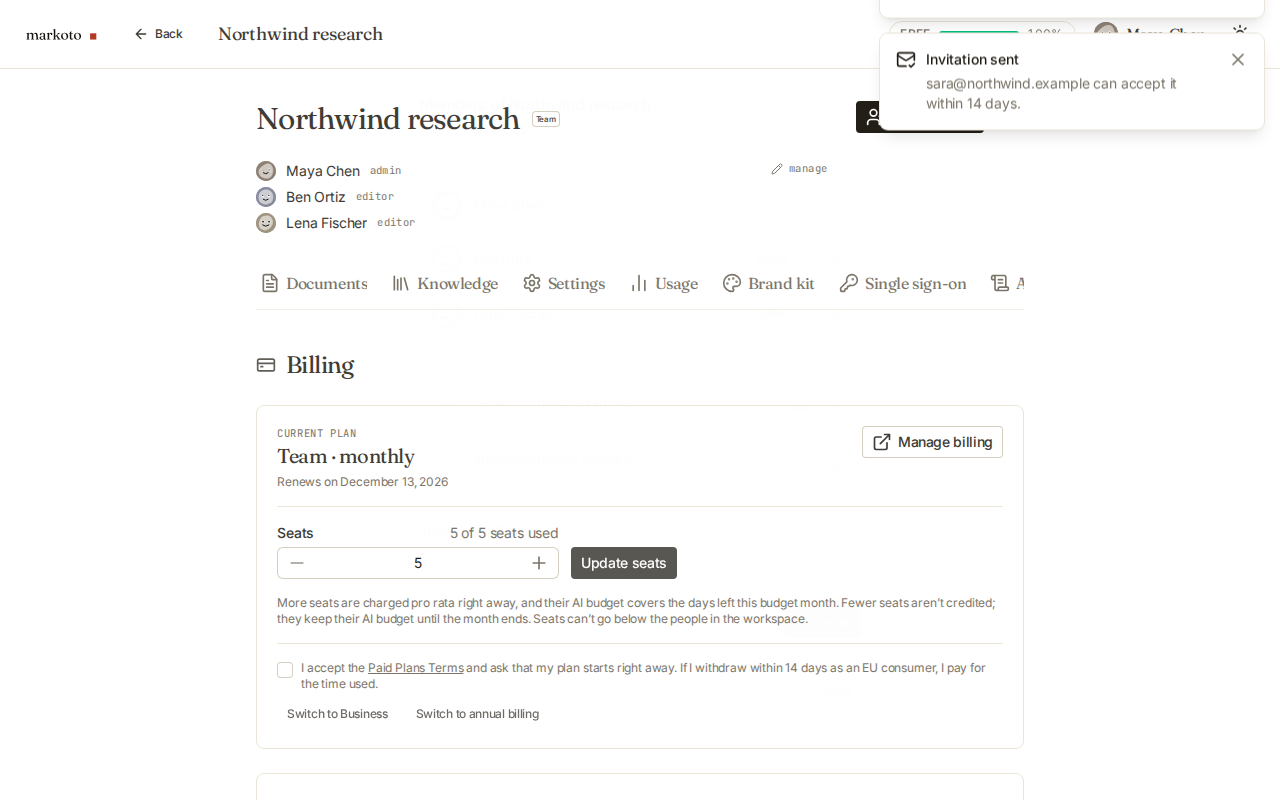 markoto
Back
Northwind research
FREE
100%
Maya Chen
Invitation sent
sara@northwind.example can accept it
within 14 days.
Northwind research
Team
Maya Chen admin
manage
Ben Ortiz editor
Lena Fischer editor
Documents
Knowledge
Settings
Usage
Brand kit
Single sign-on
Billing
CURRENT PLAN
Team · monthly
Renews on December 13, 2026
Manage billing
Seats
5 of 5 seats used
5
Update seats
More seats are charged pro rata right away, and their AI budget covers the days left this budget month. Fewer seats aren't credited;
they keep their AI budget until the month ends. Seats can't go below the people in the workspace.
I accept the Paid Plans Terms and ask that my plan starts right away. If I withdraw within 14 days as an EU consumer, I pay for
the time used.
Switch to Business
Switch to annual billing